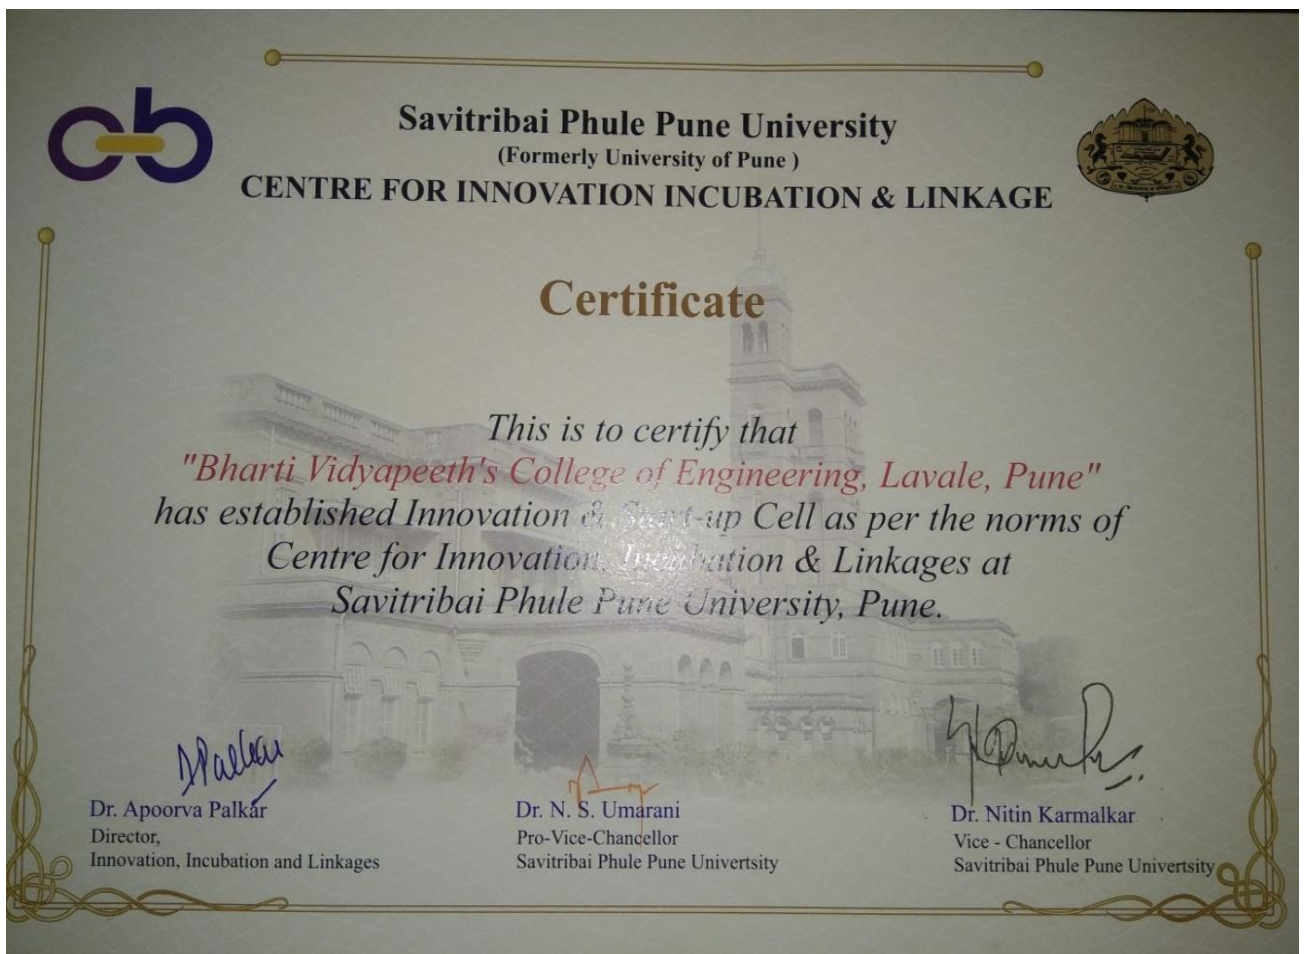 Savitribai Phule Pune University
(Formerly University of Pune )
CENTRE FOR INNOVATION INCUBATION & LINKAGE
Certificate
This is to certify that
"Bharti Vidyapeeth's College of Engineering, Lavale, Pune"
has established Innovation & Start-up Cell as per the norms of
Centre for Innovation, Incubation & Linkages at
Savitribai Phule Pune University, Pune.
Dr. Apoorva Palkar
Director,
Innovation, Incubation and Linkages
Dr. N. S. Umarani
Pro-Vice-Chancellor
Savitribai Phule Pune Univertsity
Dr. Nitin Karmalkar
Vice - Chancellor
Savitribai Phule Pune Univertsity